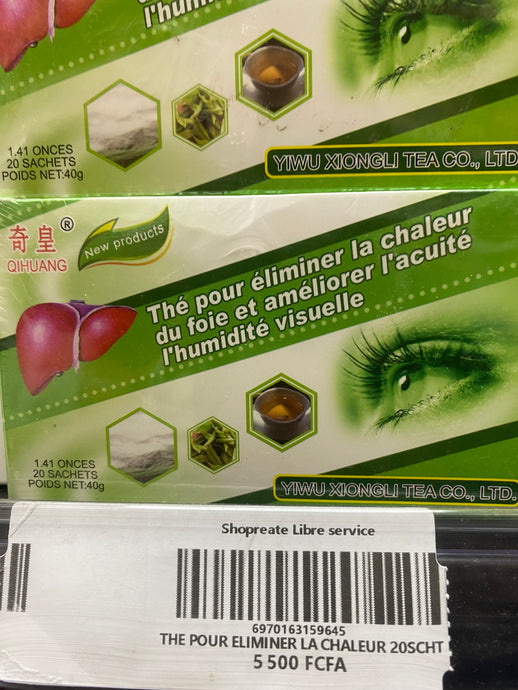 l'humi
1.41 ONCES
20 SACHETS
POIDS NET:40g
YIWU XIONGLI TEA CO., LTD
奇皇®
QIHUANG
New products
Thé pour éliminer la chaleur
du foie et améliorer l'acuité
l'humidité visuelle
1.41 ONCES
20 SACHETS
POIDS NET:40g
YIWU XIONGLI TEA CO., LTD.
Shopreate Libre service
6970163159645
THE POUR ELIMINER LA CHALEUR 20SCHT
5 500 FCFA